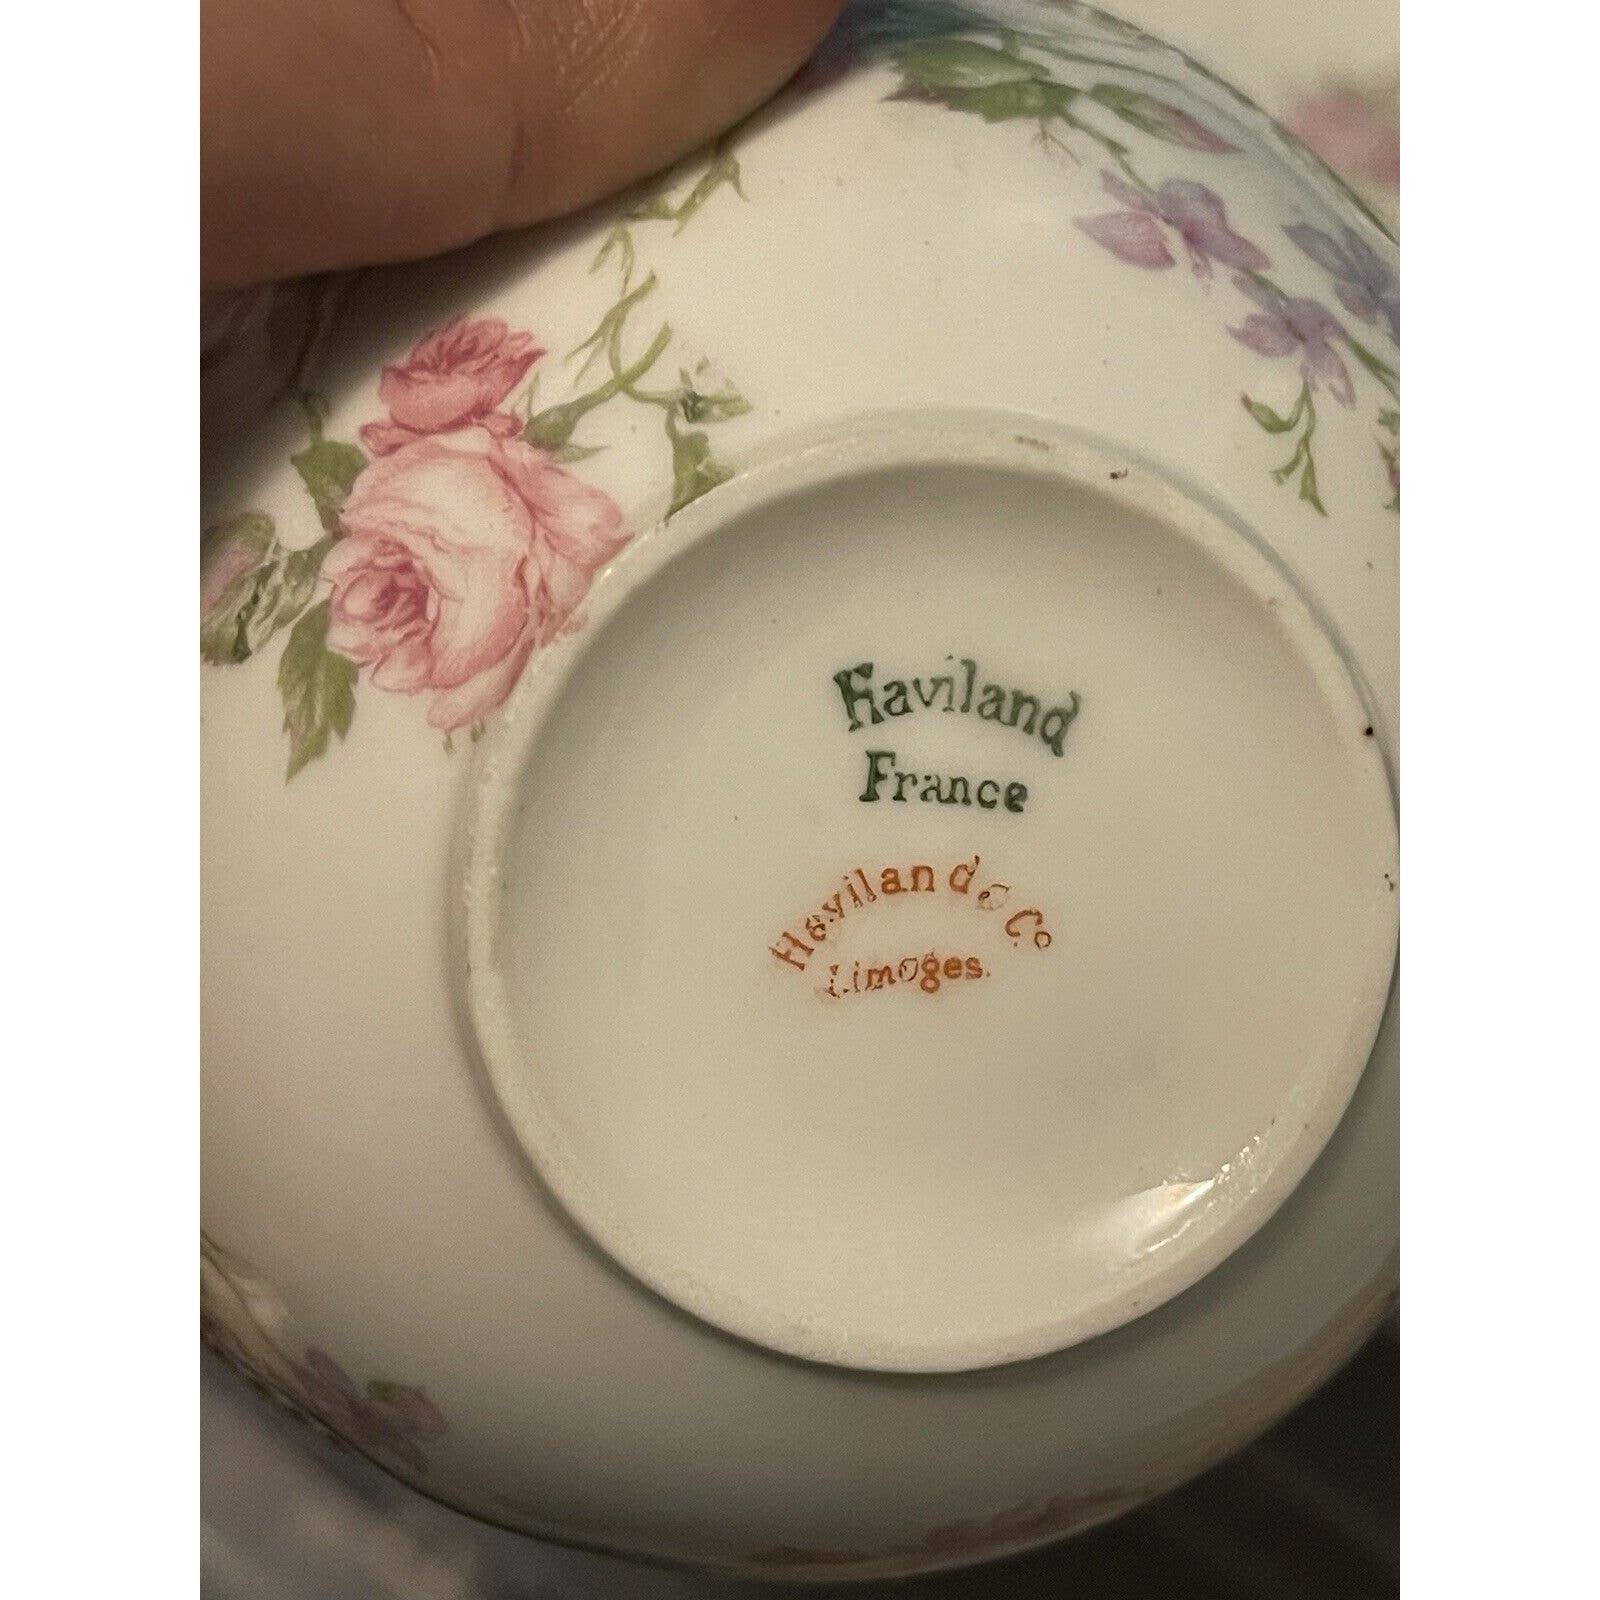 Haviland
France
Haviland & Co
Limoges.